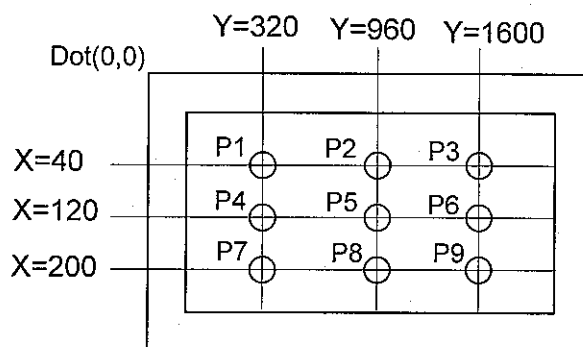 Y=320 Y=960 Y=1600
Dot(0,0)
X=40 P1 P2 P3
X=120 P4 P5 P6
X=200 P7 P8 P9